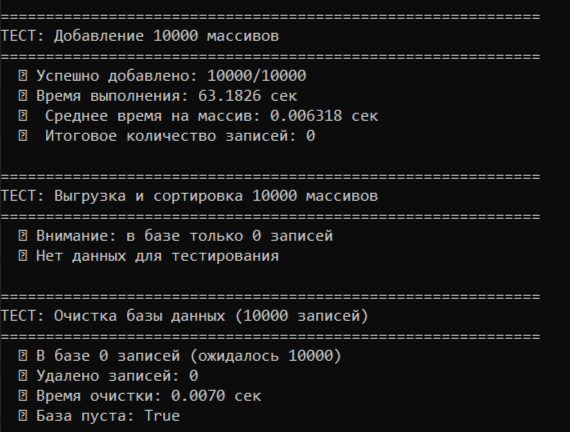 ============================================================
ТЕСТ: Добавление 10000 массивов
============================================================
⍰ Успешно добавлено: 10000/10000
⍰ Время выполнения: 63.1826 сек
⍰  Среднее время на массив: 0.006318 сек
⍰  Итоговое количество записей: 0
============================================================
ТЕСТ: Выгрузка и сортировка 10000 массивов
============================================================
⍰ Внимание: в базе только 0 записей
⍰ Нет данных для тестирования
============================================================
ТЕСТ: Очистка базы данных (10000 записей)
============================================================
⍰ В базе 0 записей (ожидалось 10000)
⍰ Удалено записей: 0
⍰ Время очистки: 0.0070 сек
⍰ База пуста: True